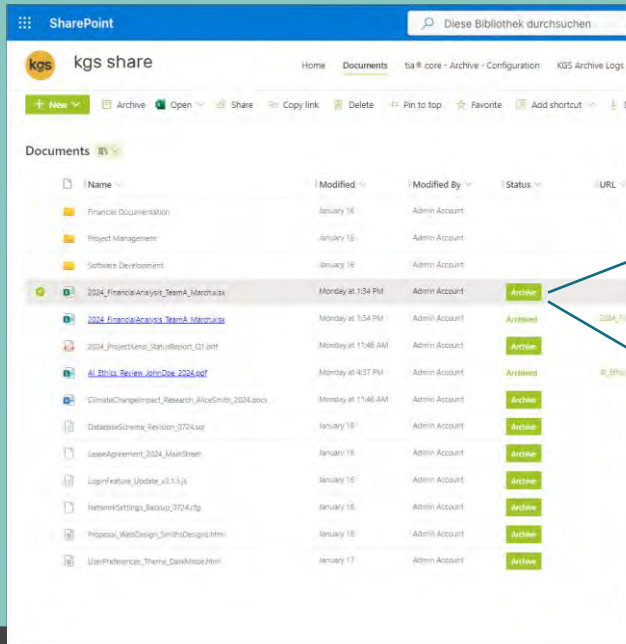 SharePoint
Diese Bibliothek durchsuchen
kgs
kgs share
Home Documents tia® core - Archive - Configuration KGS Archive Logs
+ New Archive Open Share Copy link Delete Pin to top Favorite Add shortcut
Documents
Name Modified Modified By Status URL
Financial Documentation January 16 Admin Account
Project Management January 16 Admin Account
Software Development January 16 Admin Account
2024_FinancialAnalysis_TeamA_March.xlsx Monday at 1:34 PM Admin Account Archive
2024_FinancialAnalysis_TeamA_March.xlsx Monday at 1:34 PM Admin Account Archived
2024_ProjectXeno_StatusReport_Q1.pdf Monday at 11:46 AM Admin Account Archive
AI_Ethics_Review_JohnDoe_2024.pdf Monday at 4:37 PM Admin Account Archived
ClimateChangeImpact_Research_AliceSmith_2024.docx Monday at 11:46 AM Admin Account Archive
DatabaseSchema_Revision_0724.sql January 16 Admin Account Archive
LeaseAgreement_2024_MainStreet January 16 Admin Account Archive
LoginFeature_Update_v2.1.3.js January 16 Admin Account Archive
NetworkSettings_Backup_0724.cfg January 16 Admin Account Archive
Proposal_WebDesign_SmithsDesigns.html January 16 Admin Account Archive
UserPreferences_Theme_DarkMode.html January 17 Admin Account Archive